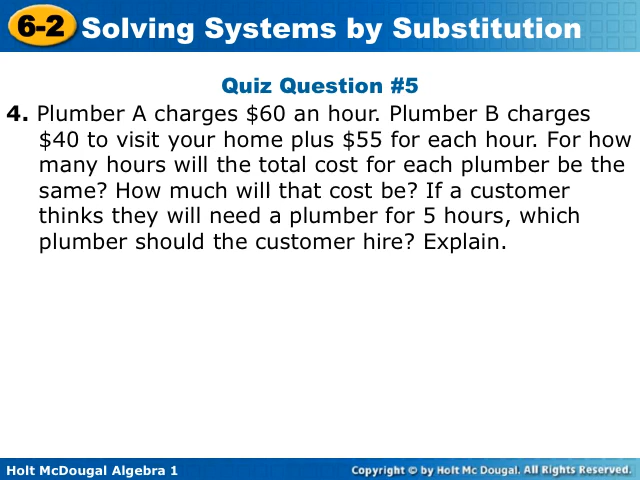 6-2 Solving Systems by Substitution
Quiz Question #5
4. Plumber A charges $60 an hour. Plumber B charges
$40 to visit your home plus $55 for each hour. For how
many hours will the total cost for each plumber be the
same? How much will that cost be? If a customer
thinks they will need a plumber for 5 hours, which
plumber should the customer hire? Explain.
Holt McDougal Algebra 1
Copyright © by Holt Mc Dougal. All Rights Reserved.